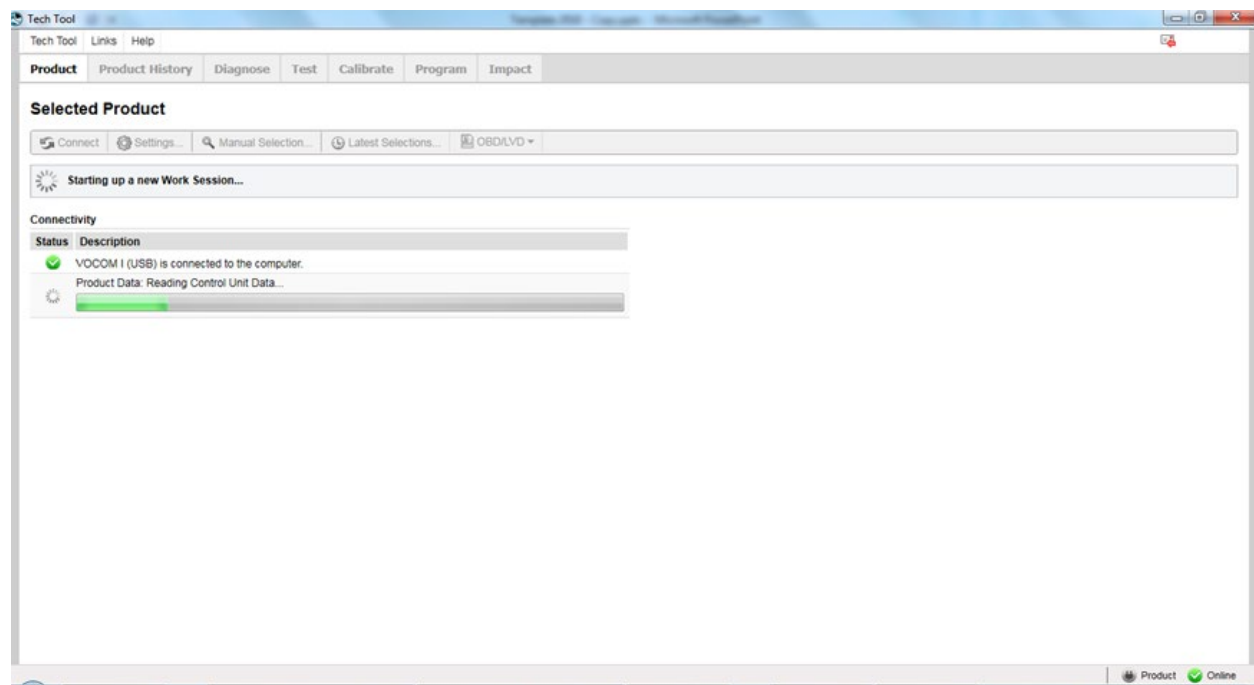 Tech Tool
Tech Tool Links Help
Product Product History Diagnose Test Calibrate Program Impact
Selected Product
Connect Settings... Manual Selection... Latest Selections... OBD/LVD
Starting up a new Work Session...
Connectivity
Status Description
VOCOM I (USB) is connected to the computer.
Product Data: Reading Control Unit Data...
Product Online